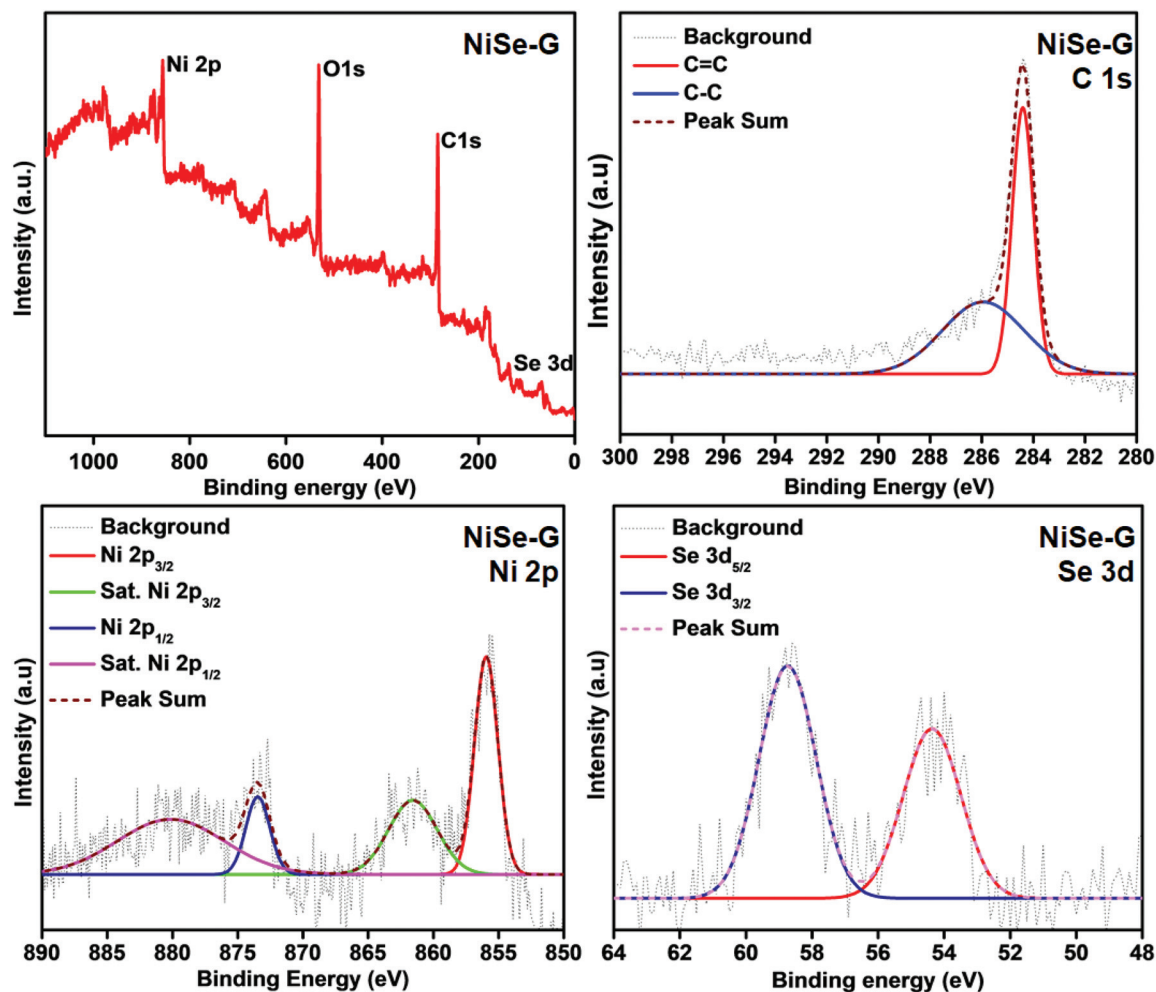 NiSe-G
Ni 2p
O1s
C1s
Se 3d
Intensity (a.u.)
1000 800 600 400 200 0
Binding energy (eV)
Background
C=C
C-C
Peak Sum
NiSe-G
C 1s
Intensity (a.u)
300 298 296 294 292 290 288 286 284 282 280
Binding Energy (eV)
Background
Ni 2p3/2
Sat. Ni 2p3/2
Ni 2p1/2
Sat. Ni 2p1/2
Peak Sum
NiSe-G
Ni 2p
Intensity (a.u)
890 885 880 875 870 865 860 855 850
Binding Energy (eV)
Background
Se 3d5/2
Se 3d3/2
Peak Sum
NiSe-G
Se 3d
Intensity (a.u)
64 62 60 58 56 54 52 50 48
Binding energy (eV)